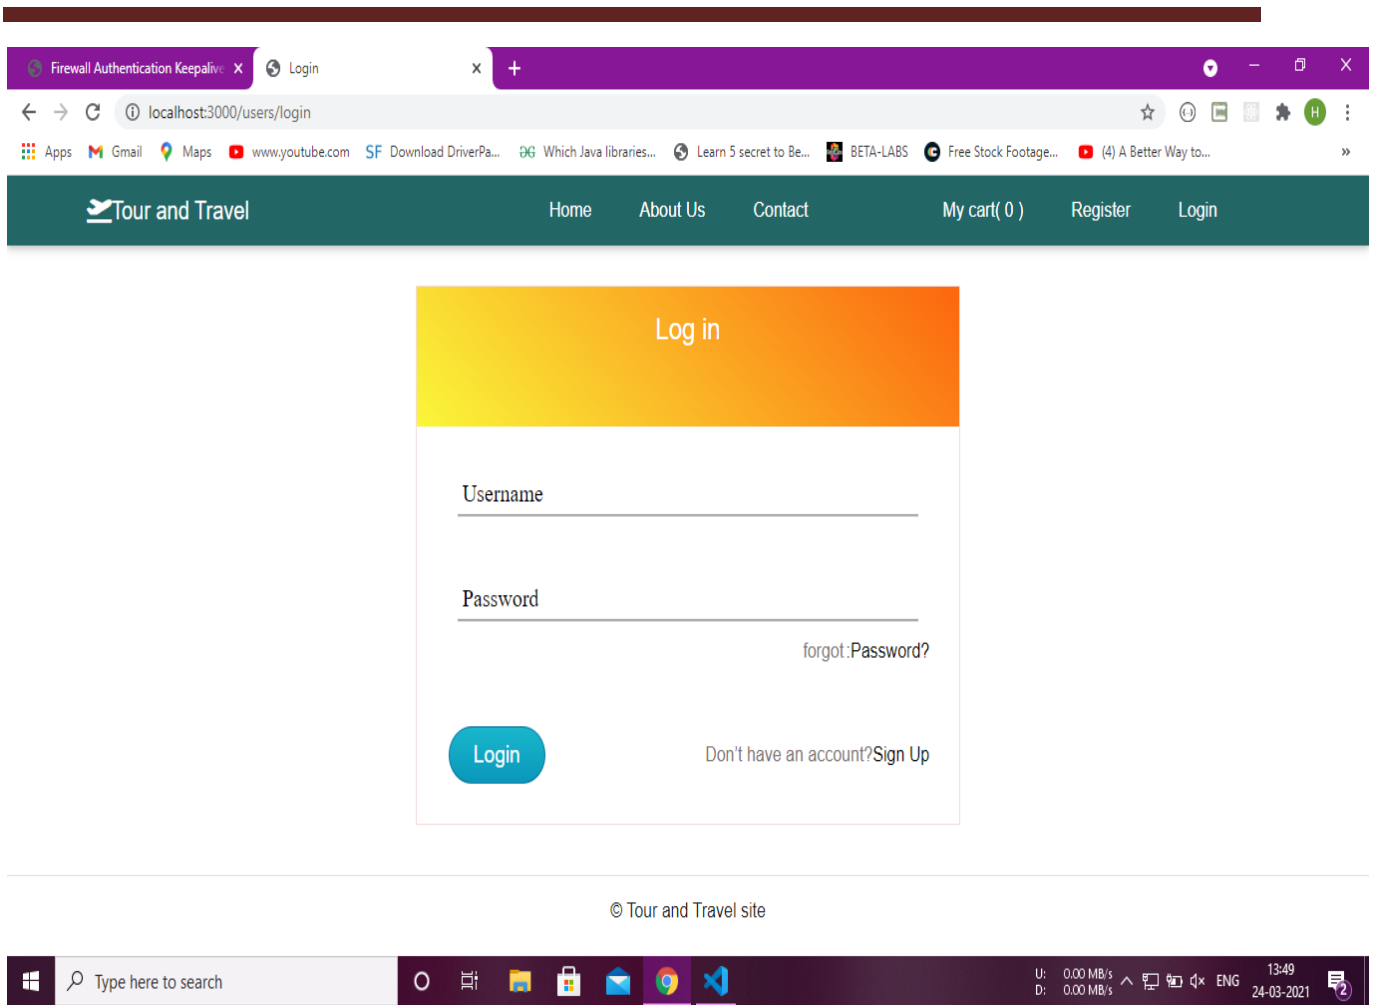 Firewall Authentication Keepalive
Login
localhost:3000/users/login
Apps Gmail Maps www.youtube.com SF Download DriverPa... Which Java libraries... Learn 5 secret to Be... BETA-LABS Free Stock Footage... (4) A Better Way to... »
Tour and Travel Home About Us Contact My cart( 0 ) Register Login
Log in
Username
Password
forgot:Password?
Login Don't have an account?Sign Up
© Tour and Travel site
Type here to search
U: 0.00 MB/s
D: 0.00 MB/s
ENG
13:49
24-03-2021
2
H